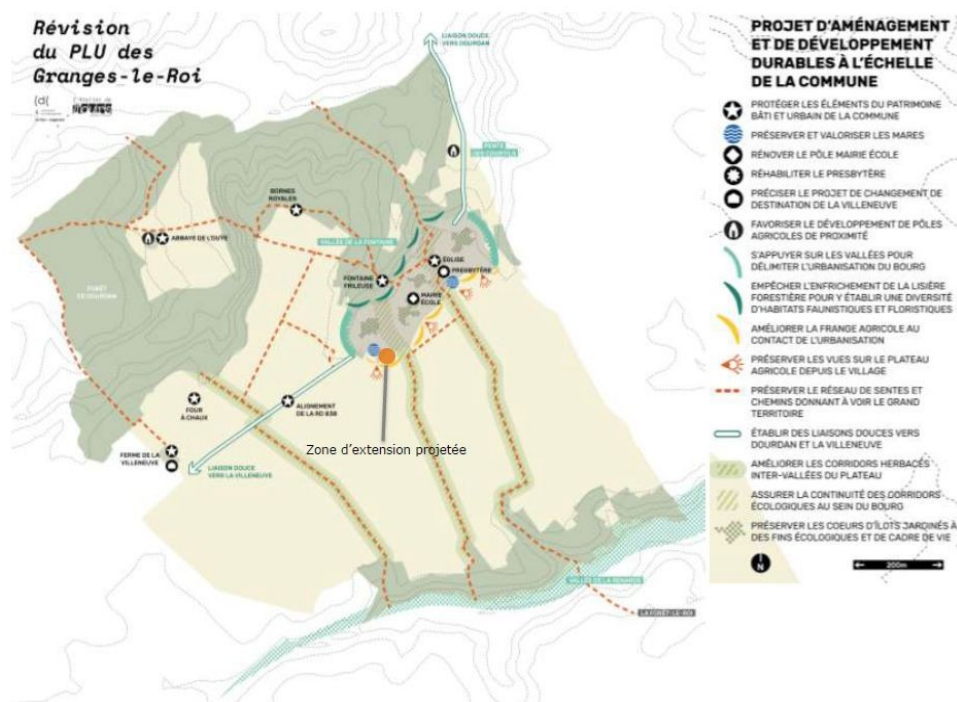 Révision
du PLU des
Granges-le-Roi
LIAISON DOUCE
VERS DOURDAN
BORNES
ROYALES
ABBAYE DE L'OUYE
VALLÉE DE LA FONTAINE
ÉGLISE
PRESBYTÈRE
FONTAINE
FRILEUSE
MAIRIE
ÉCOLE
FORÊT
DE DOURDAN
FOUR
À CHAUX
ALIGNEMENT
DE LA RD 838
Zone d'extension projetée
FERME DE LA
VILLENEUVE
LIAISON DOUCE
VERS LA VILLENEUVE
VALLÉE DE LA RENARDE
LA FORÊT-LE-ROI
PROJET D'AMÉNAGEMENT
ET DE DÉVELOPPEMENT
DURABLES À L'ÉCHELLE
DE LA COMMUNE
PROTÉGER LES ÉLÉMENTS DU PATRIMOINE
BÂTI ET URBAIN DE LA COMMUNE
PRÉSERVER ET VALORISER LES MARES
RÉNOVER LE PÔLE MAIRIE ÉCOLE
RÉHABILITER LE PRESBYTÈRE
PRÉCISER LE PROJET DE CHANGEMENT DE
DESTINATION DE LA VILLENEUVE
FAVORISER LE DÉVELOPPEMENT DE PÔLES
AGRICOLES DE PROXIMITÉ
S'APPUYER SUR LES VALLÉES POUR
DÉLIMITER L'URBANISATION DU BOURG
EMPÊCHER L'ENFRICHEMENT DE LA LISIÈRE
FORESTIÈRE POUR Y ÉTABLIR UNE DIVERSITÉ
D'HABITATS FAUNISTIQUES ET FLORISTIQUES
AMÉLIORER LA FRANGE AGRICOLE AU
CONTACT DE L'URBANISATION
PRÉSERVER LES VUES SUR LE PLATEAU
AGRICOLE DEPUIS LE VILLAGE
PRÉSERVER LE RÉSEAU DE SENTES ET
CHEMINS DONNANT À VOIR LE GRAND
TERRITOIRE
ÉTABLIR DES LIAISONS DOUCES VERS
DOURDAN ET LA VILLENEUVE
AMÉLIORER LES CORRIDORS HERBACÉS
INTER-VALLÉES DU PLATEAU
ASSURER LA CONTINUITÉ DES CORRIDORS
ÉCOLOGIQUES AU SEIN DU BOURG
PRÉSERVER LES COEURS D'ÎLOTS JARDINÉS À
DES FINS ÉCOLOGIQUES ET DE CADRE DE VIE
N
200m